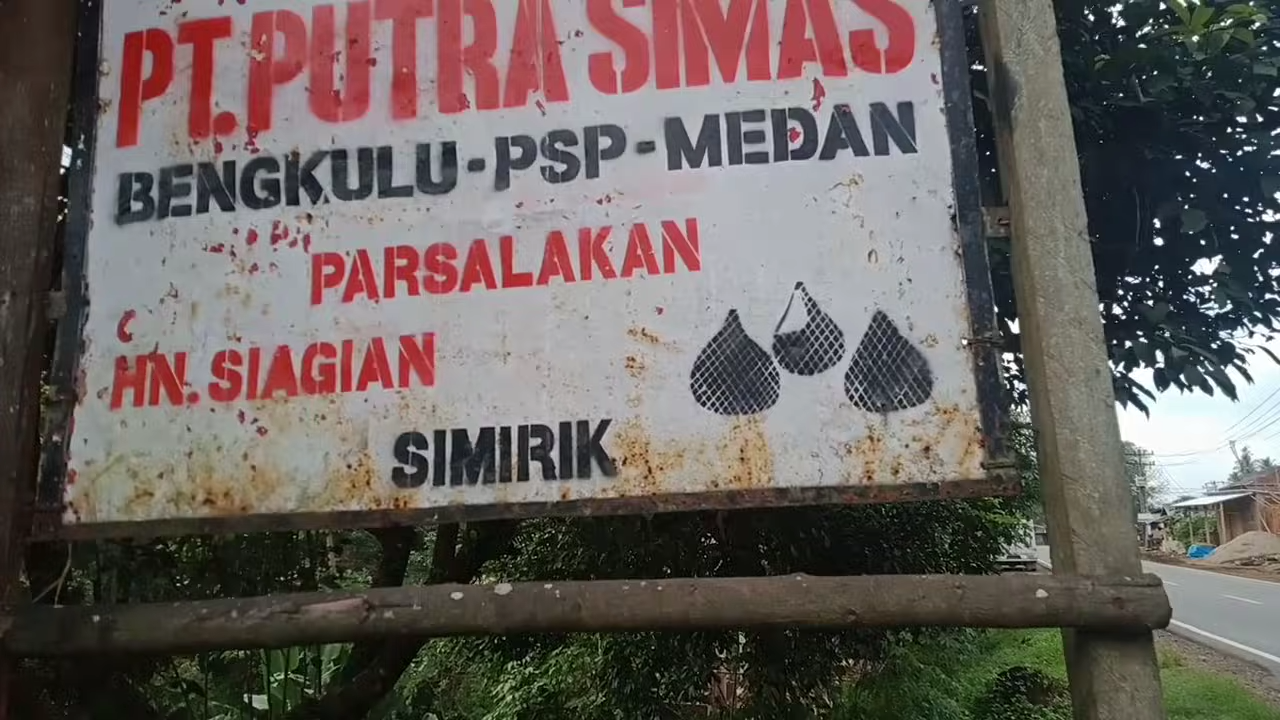 PT. PUTRA SIMAS
BENGKULU - PSP - MEDAN
PARSALAKAN
HN. SIAGIAN
SIMIRIK